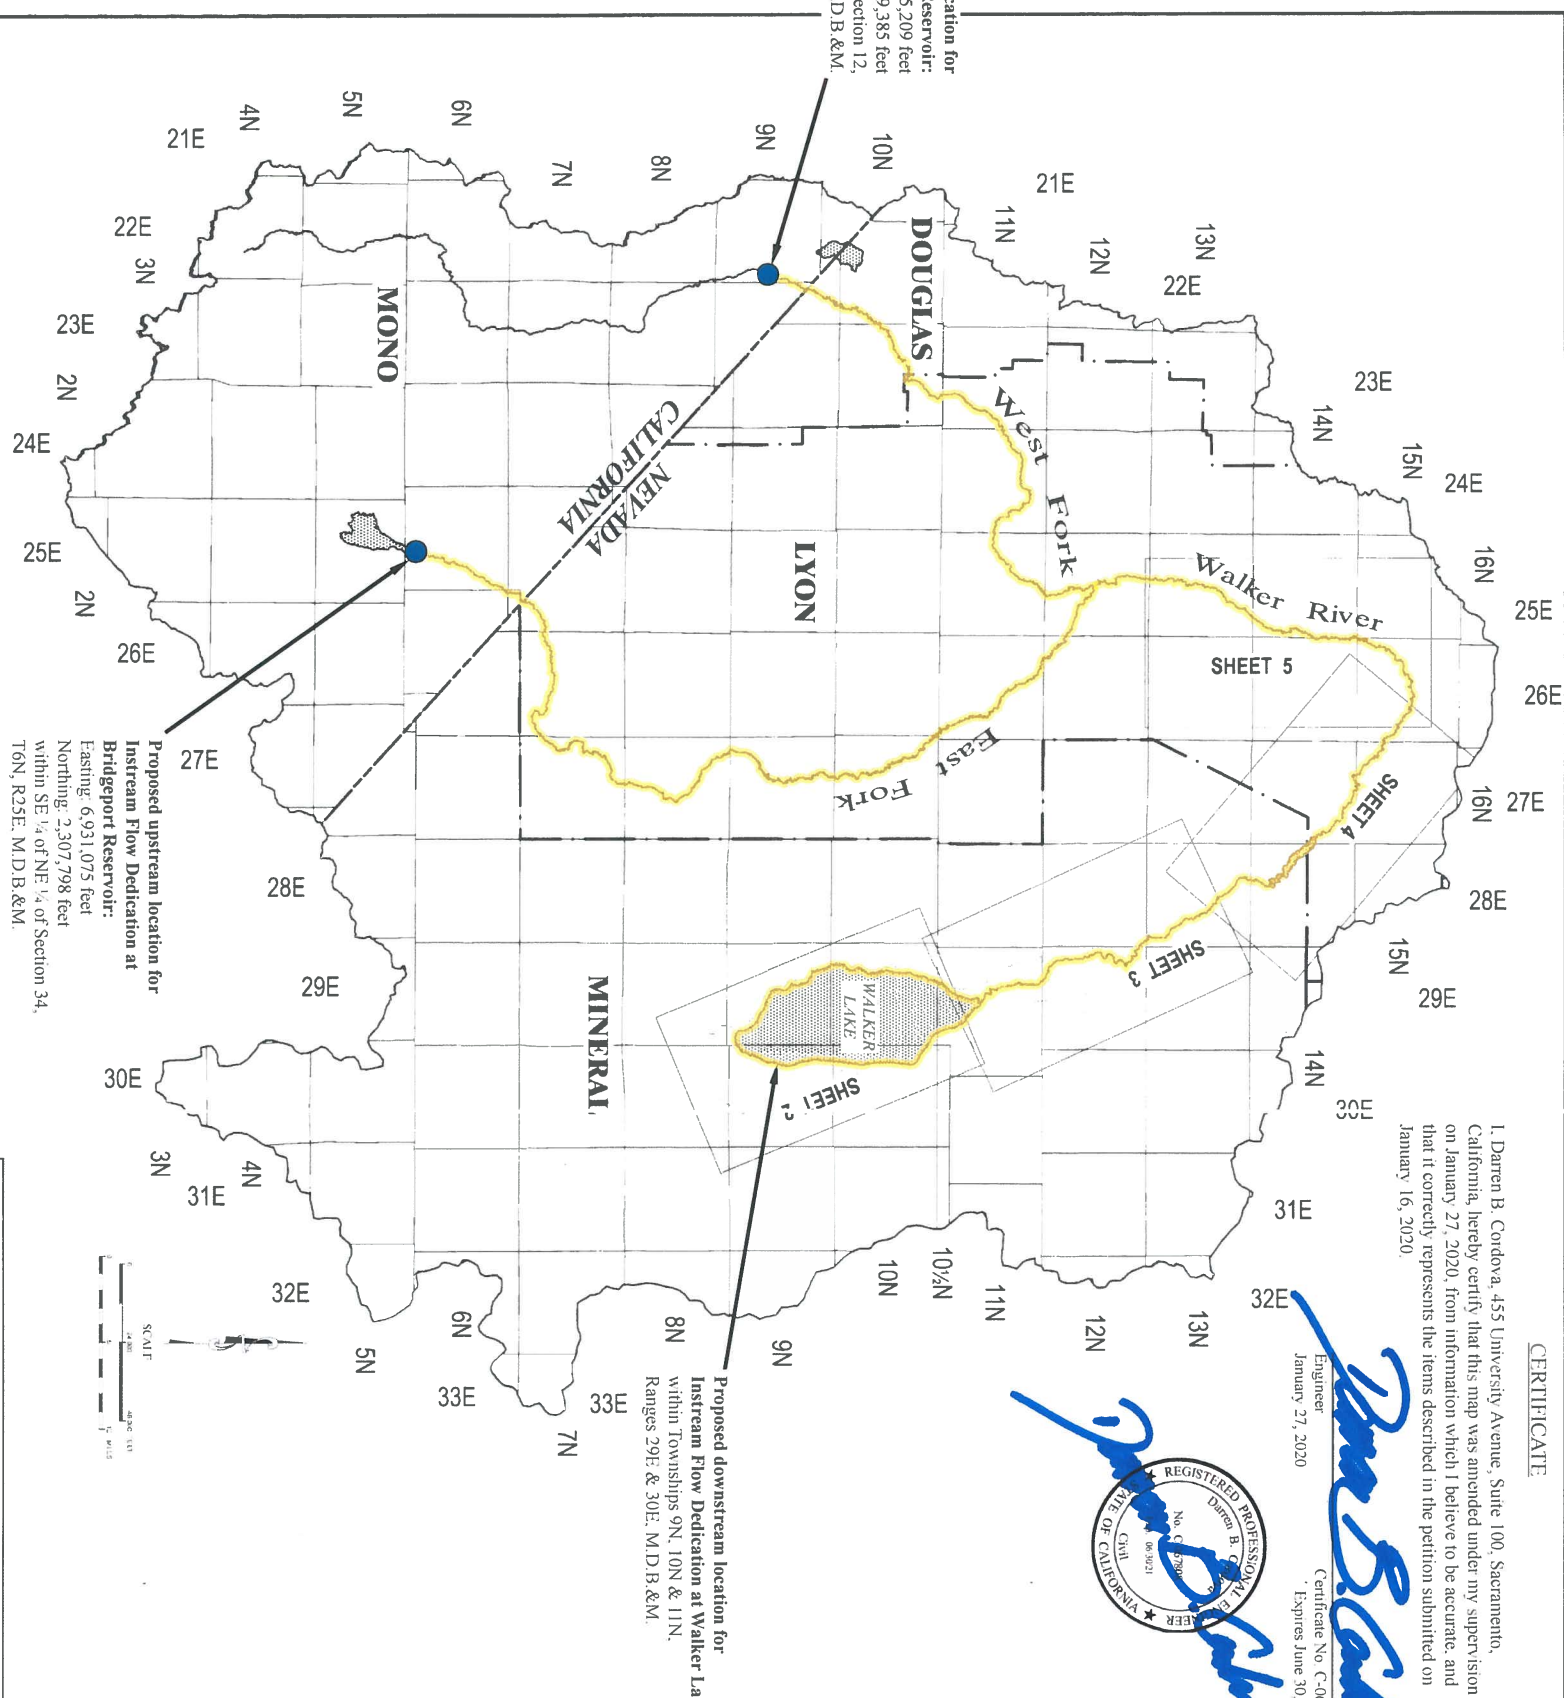 CERTIFICATE
I, Darren B. Cordova, 455 University Avenue, Suite 100, Sacramento,
California, hereby certify that this map was amended under my supervision
on January 27, 2020, from information which I believe to be accurate, and
that it correctly represents the items described in the petition submitted on
January 16, 2020.
Engineer
January 27, 2020
Certificate No. C-06
Expires June 30,
REGISTERED PROFESSIONAL
Darren B.
No.
06/30/21
Civil
STATE OF CALIFORNIA
cation for
Reservoir:
5,209 feet
9,385 feet
ection 12,
D.B.&M.
Proposed upstream location for
Instream Flow Dedication at
Bridgeport Reservoir:
Easting: 6,931,075 feet
Northing: 2,307,798 feet
within SE ¼ of NE ¼ of Section 34,
T6N, R25E, M.D.B.&M.
Proposed downstream location for
Instream Flow Dedication at Walker La
within Townships 9N, 10N & 11N,
Ranges 29E & 30E, M.D.B.&M.
DOUGLAS
MONO
LYON
MINERAL
CALIFORNIA
NEVADA
West Fork
East Fork
Walker River
WALKER
LAKE
SHEET 5
SHEET 4
SHEET 3
SHEET 2
21E
4N
5N
6N
7N
8N
9N
10N
21E
11N
12N
22E
13N
23E
14N
15N
24E
16N
25E
26E
16N
27E
28E
15N
29E
14N
30E
31E
32E
13N
12N
11N
10½N
10N
9N
8N
33E
7N
33E
6N
5N
32E
4N
31E
3N
30E
29E
28E
27E
26E
2N
25E
24E
2N
23E
3N
22E
SCALE